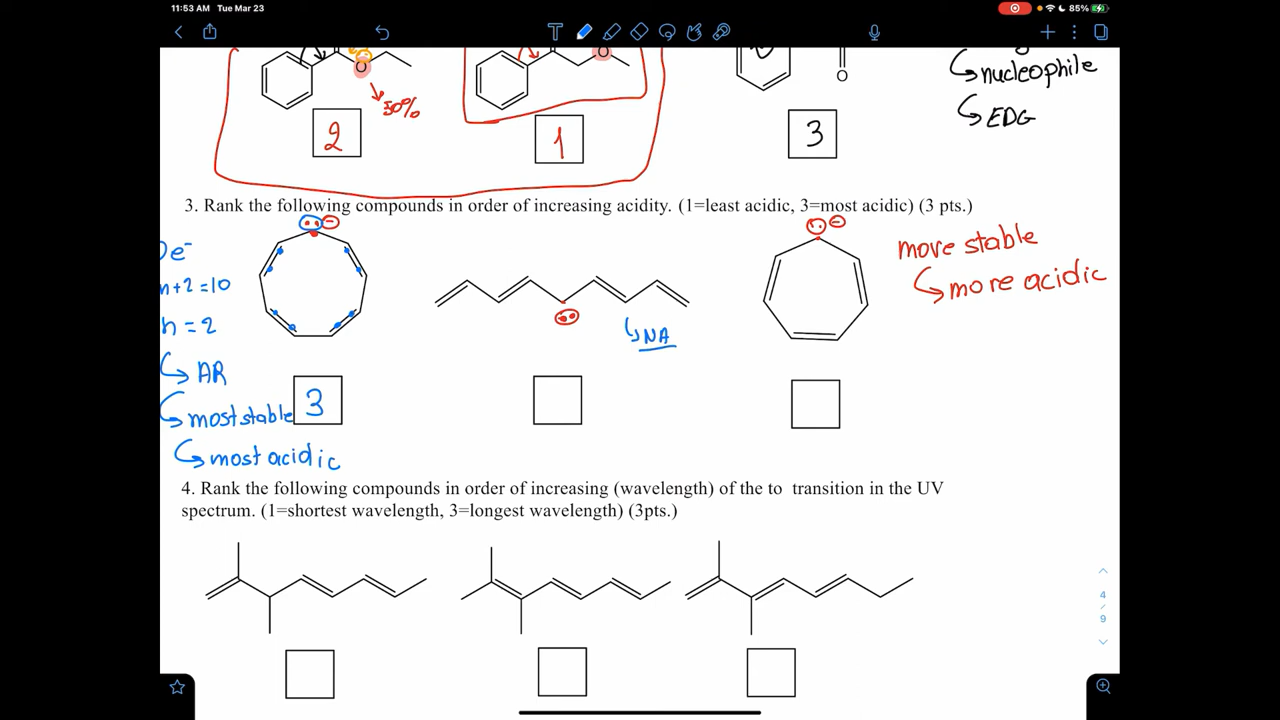 11:53 AM Tue Mar 23
85%
O
O
O
50%
nucleophile
EDG
2
1
3
3. Rank the following compounds in order of increasing acidity. (1=least acidic, 3=most acidic) (3 pts.)
e⁻
n+2=10
n = 2
AR
most stable
most acidic
3
NA
move stable
more acidic
4. Rank the following compounds in order of increasing (wavelength) of the to transition in the UV
spectrum. (1=shortest wavelength, 3=longest wavelength) (3pts.)
4
9